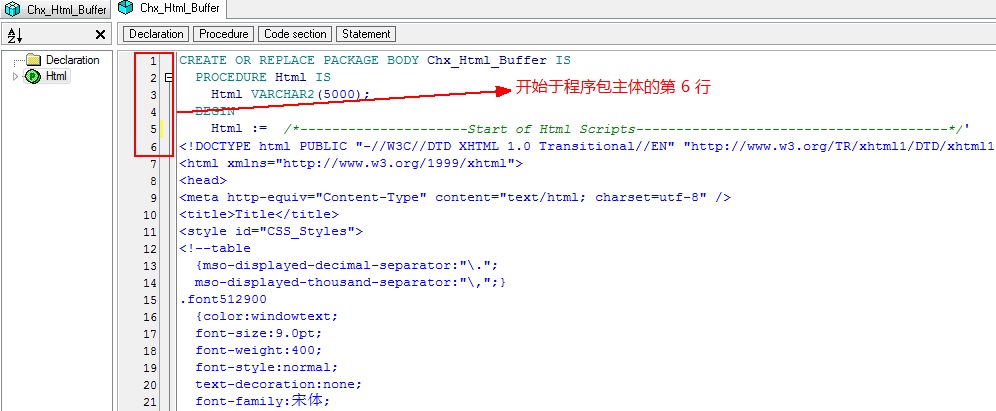 Chx_Html_Buffer
Chx_Html_Buffer
Declaration Procedure Code section Statement
Declaration
Html
1 CREATE OR REPLACE PACKAGE BODY Chx_Html_Buffer IS
2 PROCEDURE Html IS
3 Html VARCHAR2(5000);
开始于程序包主体的第 6 行
4 BEGIN
5 Html := /*---------------------Start of Html Scripts---------------------------------------*/'
6 <!DOCTYPE html PUBLIC "-//W3C//DTD XHTML 1.0 Transitional//EN" "http://www.w3.org/TR/xhtml1/DTD/xhtml1
7 <html xmlns="http://www.w3.org/1999/xhtml">
8 <head>
9 <meta http-equiv="Content-Type" content="text/html; charset=utf-8" />
10 <title>Title</title>
11 <style id="CSS_Styles">
12 <!--table
13 {mso-displayed-decimal-separator:"\.";
14 mso-displayed-thousand-separator:"\,";}
15 .font512900
16 {color:windowtext;
17 font-size:9.0pt;
18 font-weight:400;
19 font-style:normal;
20 text-decoration:none;
21 font-family:宋体;